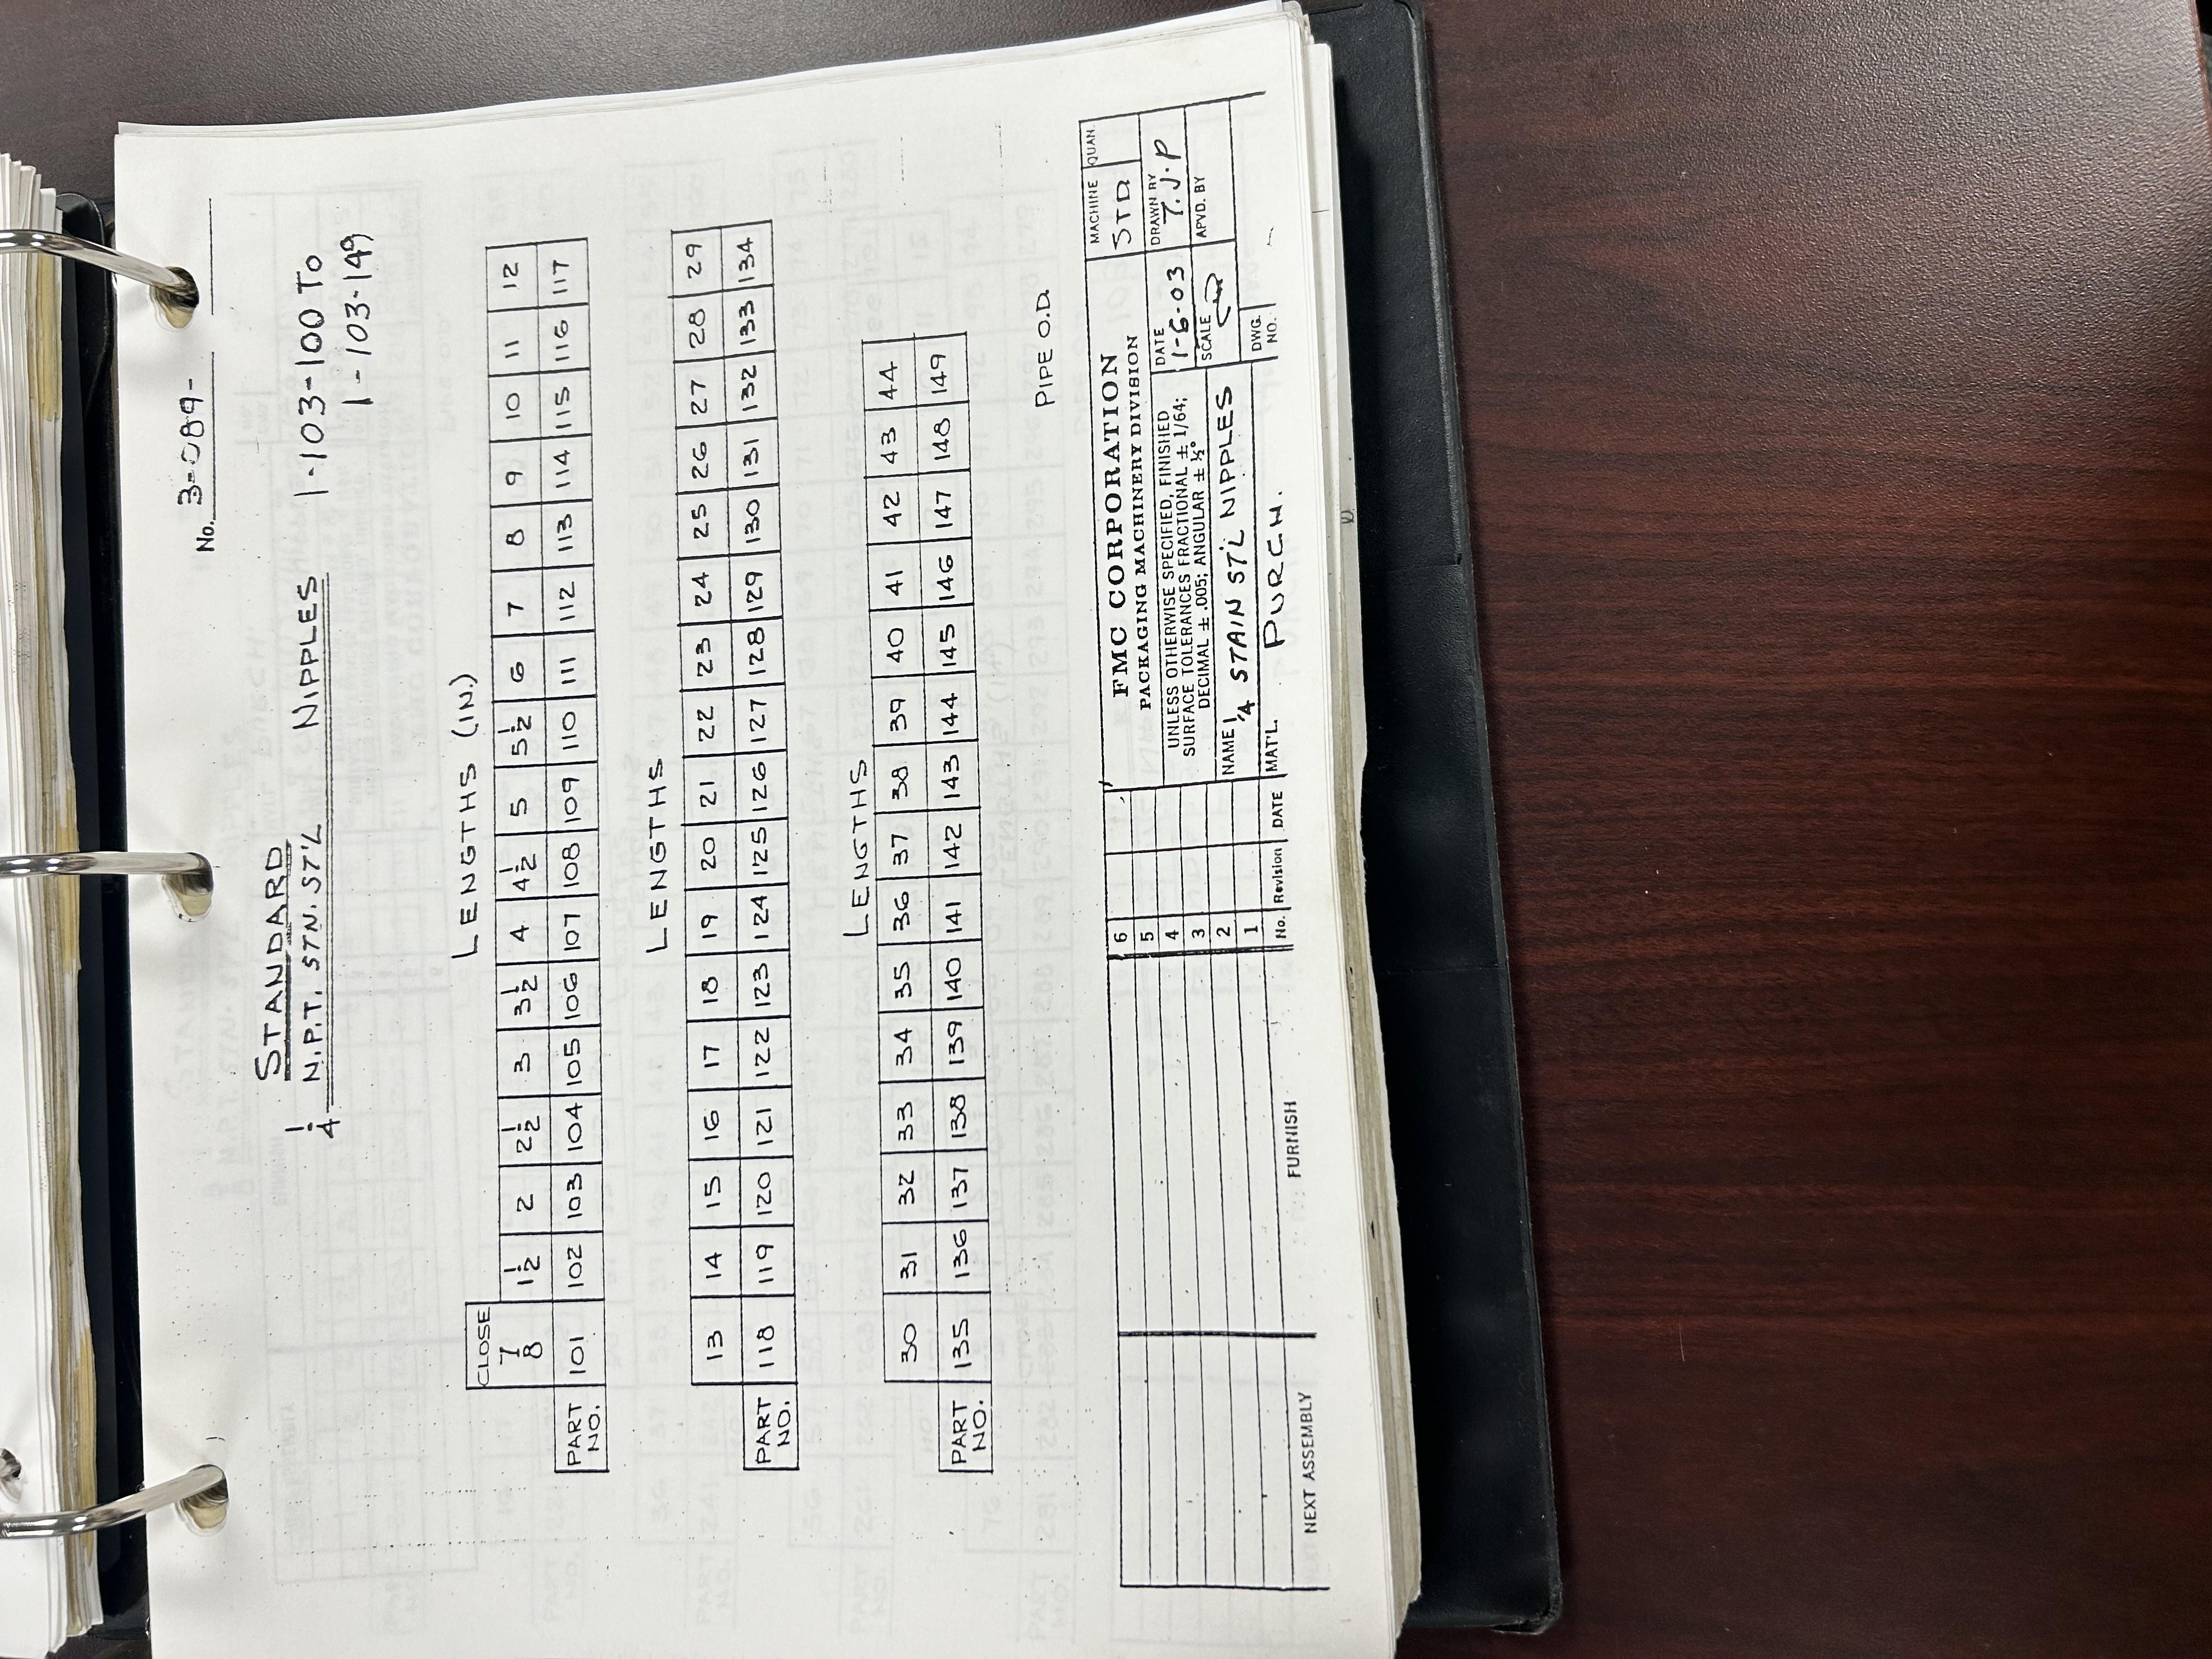 No. 3-089-
STANDARD
1/4 N.P.T. STN. ST'L NIPPLES
1-103-100 TO
1-103-149
LENGTHS (IN.)
CLOSE
7/8 1 1/2 2 2 1/2 3 3 1/2 4 4 1/2 5 5 1/2 6 7 8 9 10 11 12
PART NO. 101 102 103 104 105 106 107 108 109 110 111 112 113 114 115 116 117
LENGTHS
13 14 15 16 17 18 19 20 21 22 23 24 25 26 27 28 29
PART NO. 118 119 120 121 122 123 124 125 126 127 128 129 130 131 132 133 134
LENGTHS
30 31 32 33 34 35 36 37 38 39 40 41 42 43 44
PART NO. 135 136 137 138 139 140 141 142 143 144 145 146 147 148 149
PIPE O.D.
NEXT ASSEMBLY
FURNISH
6
5
4
3
2
1
No. Revision DATE
FMC CORPORATION
PACKAGING MACHINERY DIVISION
UNLESS OTHERWISE SPECIFIED, FINISHED
SURFACE TOLERANCES FRACTIONAL ± 1/64;
DECIMAL ± .005; ANGULAR ± ½°
NAME 1/4 STAIN ST'L NIPPLES
MAT'L. PURCH.
MACHINE STD
QUAN.
DATE 1-6-03
DRAWN BY T.J.P
SCALE
APVD. BY
DWG. NO.